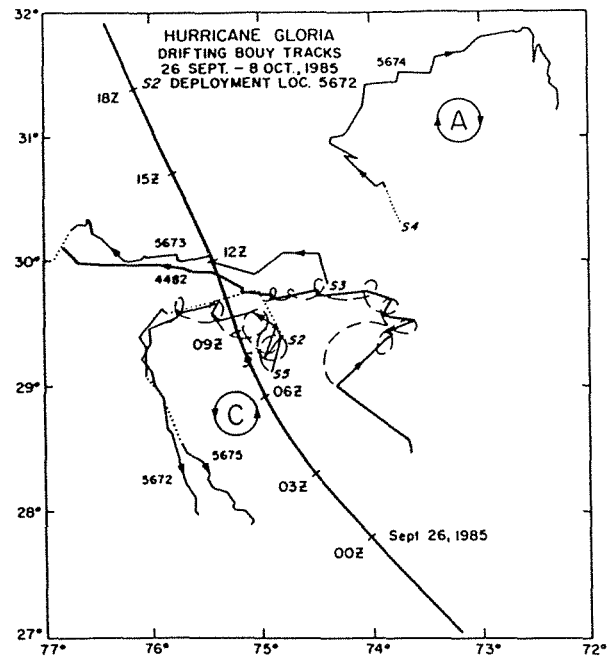 HURRICANE GLORIA
DRIFTING BOUY TRACKS
26 SEPT. – 8 OCT., 1985
S2 DEPLOYMENT LOC. 5672
32°
31°
30°
29°
28°
27°
77°
76°
75°
74°
73°
72°
18Z
15Z
12Z
09Z
06Z
03Z
00Z
Sept 26, 1985
5674
A
S4
5673
4482
S3
S2
S5
C
5672
5675